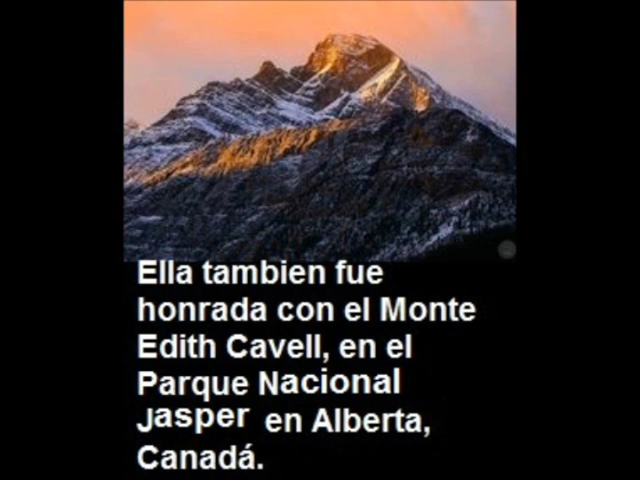 Ella tambien fue
honrada con el Monte
Edith Cavell, en el
Parque Nacional
Jasper en Alberta,
Canadá.